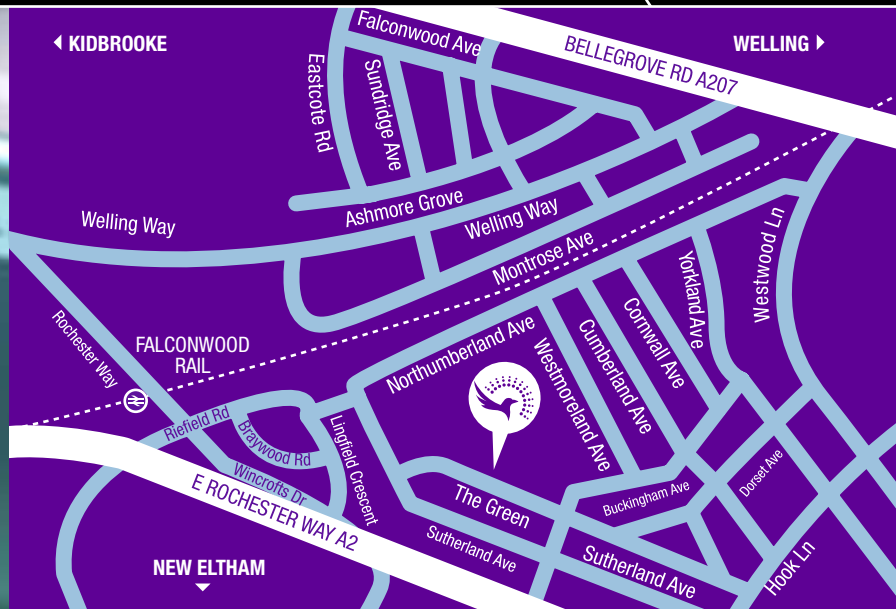 KIDBROOKE
Falconwood Ave
BELLEGROVE RD A207
WELLING
Eastcote Rd
Sundridge Ave
Ashmore Grove
Welling Way
Welling Way
Montrose Ave
Westwood Ln
Yorkland Ave
Cornwall Ave
Cumberland Ave
Westmoreland Ave
Northumberland Ave
Rochester Way
FALCONWOOD
RAIL
Riefield Rd
Braywood Rd
Wincrofts Dr
Lingfield Crescent
E ROCHESTER WAY A2
The Green
Buckingham Ave
Dorset Ave
Sutherland Ave
Sutherland Ave
Hook Ln
NEW ELTHAM